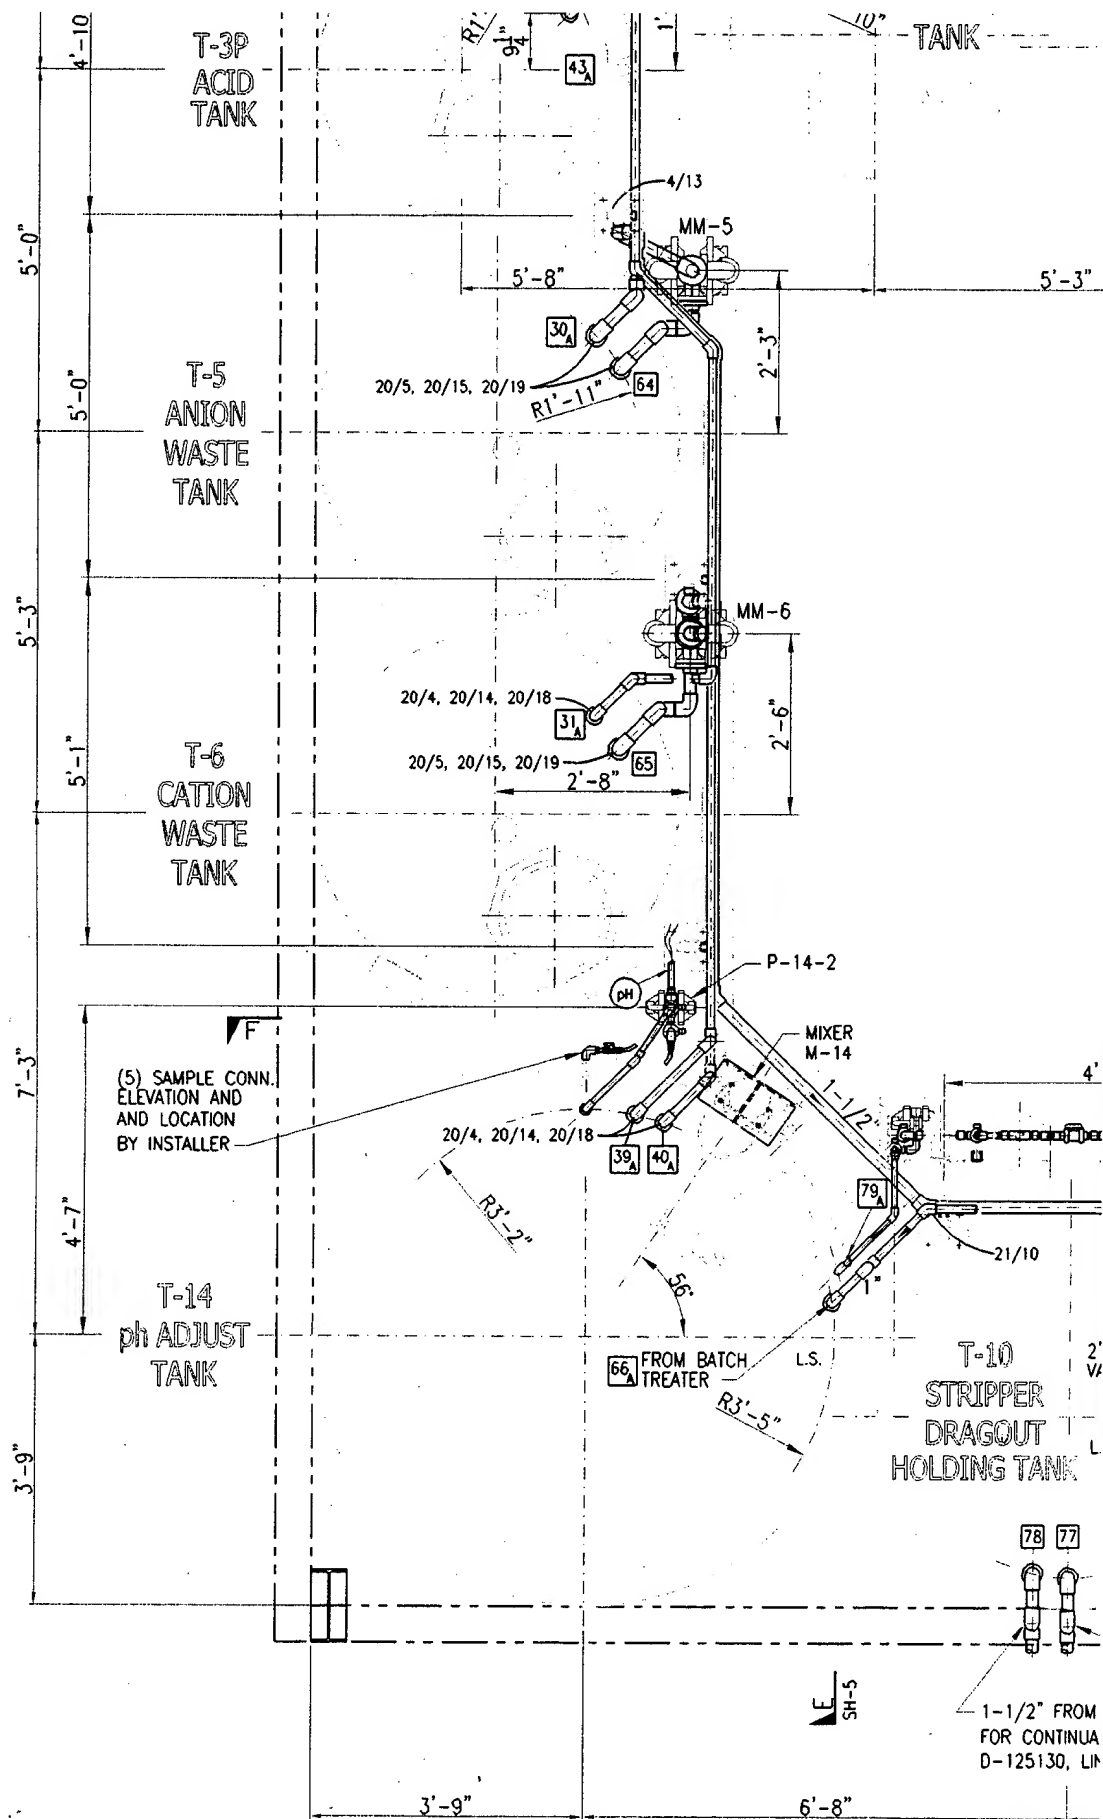 T-3P
ACID
TANK
4'-10
R1'
9 1/4"
43A
1'
10"
TANK
4/13
MM-5
5'-0"
5'-8"
5'-3"
30A
20/5, 20/15, 20/19
R1'-11"
64
2'-3"
T-5
ANION
WASTE
TANK
5'-0"
5'-3"
MM-6
20/4, 20/14, 20/18
31A
20/5, 20/15, 20/19
65
2'-8"
2'-6"
T-6
CATION
WASTE
TANK
5'-1"
P-14-2
pH
F
MIXER
M-14
(5) SAMPLE CONN.
ELEVATION AND
AND LOCATION
BY INSTALLER
7'-3"
1-1/2"
4'
20/4, 20/14, 20/18
39A
40A
79A
R3'-2"
4'-7"
21/10
56°
1"
T-14
ph ADJUST
TANK
66A
FROM BATCH
TREATER
L.S.
R3'-5"
T-10
STRIPPER
DRAGOUT
HOLDING TANK
2'
VA
L
3'-9"
78
77
E
SH-5
1-1/2" FROM
FOR CONTINUA
D-125130, LIN
3'-9"
6'-8"